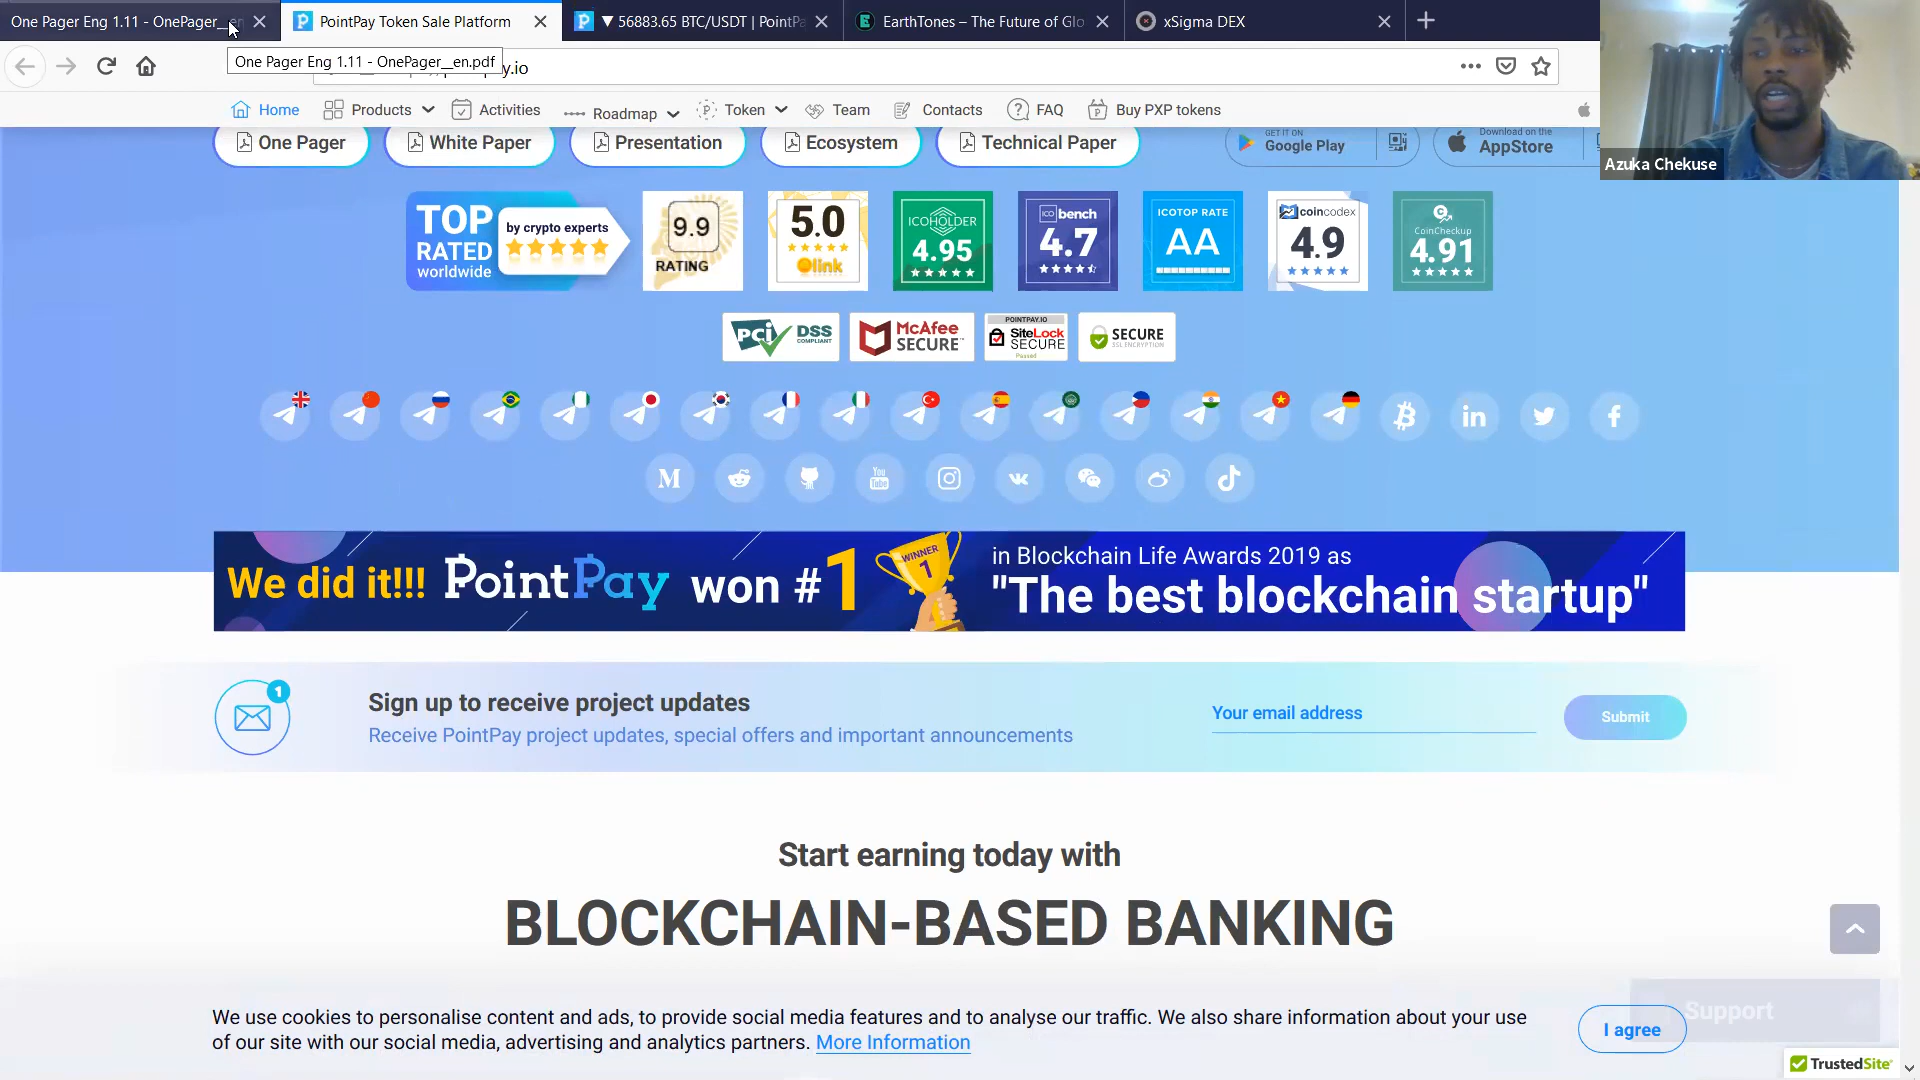 One Pager Eng 1.11 - OnePager__en
PointPay Token Sale Platform
▼ 56883.65 BTC/USDT | PointPa
EarthTones – The Future of Glo
xSigma DEX
One Pager Eng 1.11 - OnePager__en.pdf
y.io
Home
Products
Activities
Roadmap
Token
Team
Contacts
FAQ
Buy PXP tokens
One Pager
White Paper
Presentation
Ecosystem
Technical Paper
GET IT ON
Google Play
Download on the
AppStore
Azuka Chekuse
TOP
RATED
worldwide
by crypto experts
9.9
RATING
5.0
link
ICOHOLDER
4.95
ICO bench
4.7
ICOTOP RATE
AA
coincodex
4.9
CoinCheckup
4.91
PCI DSS
COMPLIANT
McAfee
SECURE
POINTPAY.IO
SiteLock
SECURE
Passed
SECURE
SSL ENCRYPTION
You
Tube
We did it!!! PointPay won #1
WINNER
1
in Blockchain Life Awards 2019 as
"The best blockchain startup"
1
Sign up to receive project updates
Receive PointPay project updates, special offers and important announcements
Your email address
Submit
Start earning today with
BLOCKCHAIN-BASED BANKING
We use cookies to personalise content and ads, to provide social media features and to analyse our traffic. We also share information about your use
of our site with our social media, advertising and analytics partners. More Information
I agree
Support
TrustedSite